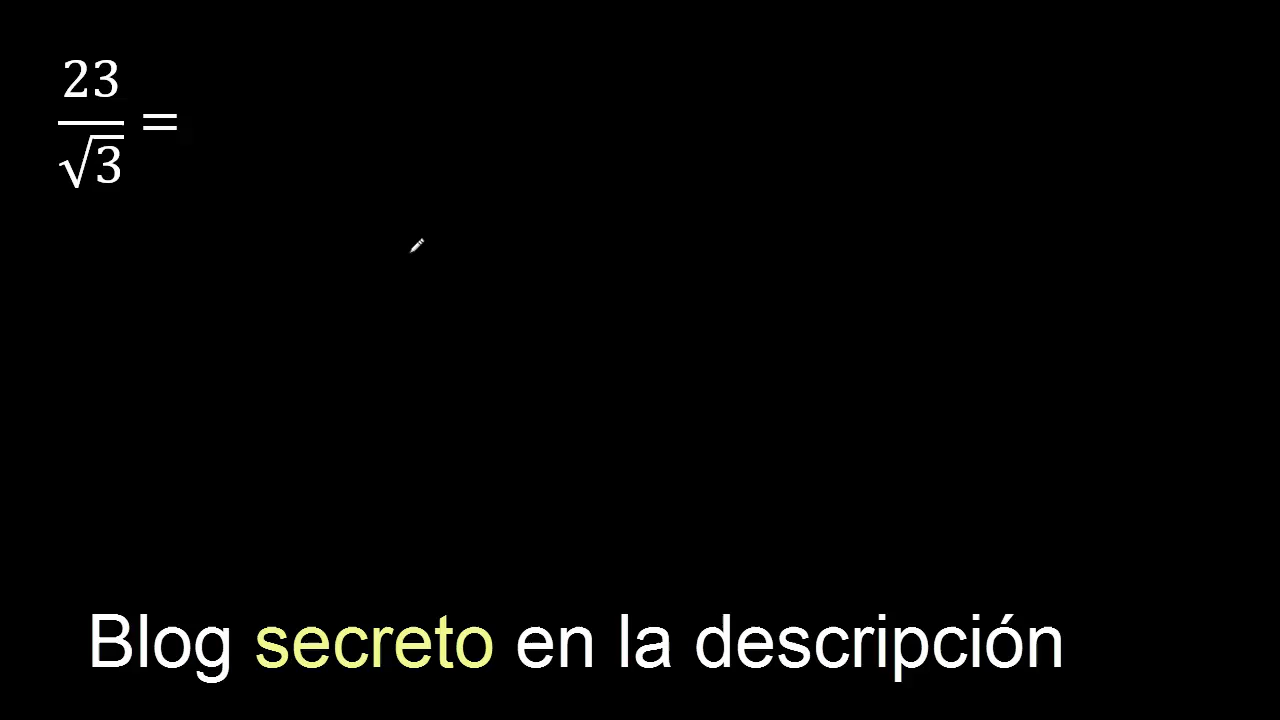 23
√3 =
Blog secreto en la descripción